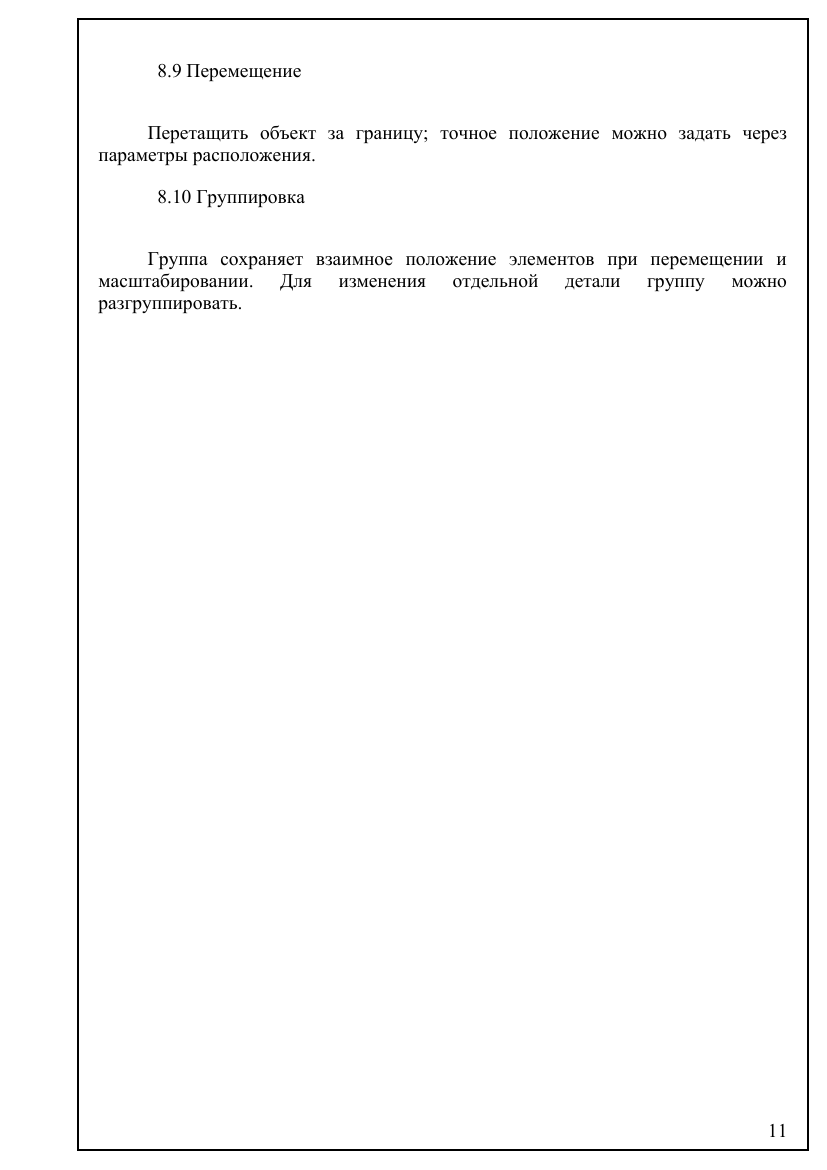 8.9 Перемещение
Перетащить объект за границу; точное положение можно задать через
параметры расположения.
8.10 Группировка
Группа сохраняет взаимное положение элементов при перемещении и
масштабировании. Для изменения отдельной детали группу можно
разгруппировать.
11